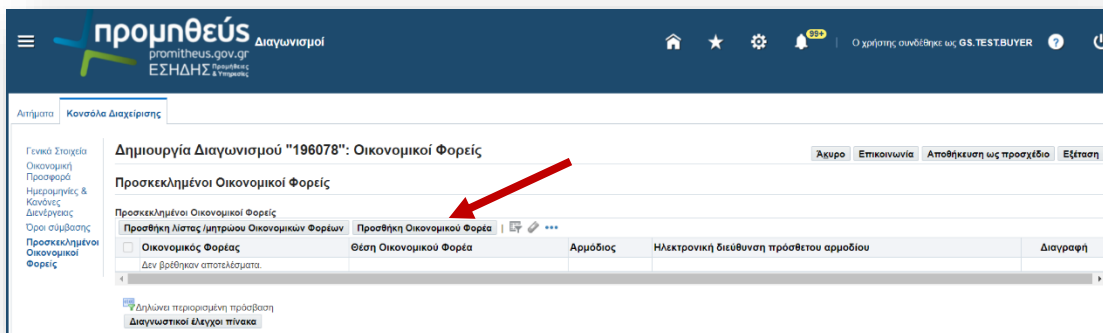 προμηθεύς Διαγωνισμοί
promitheus.gov.gr
ΕΣΗΔΗΣ Προμήθειες & Υπηρεσίες
99+
Ο χρήστης συνδέθηκε ως GS.TEST.BUYER
?
Αιτήματα Κονσόλα Διαχείρισης
Γενικά Στοιχεία
Οικονομική
Προσφορά
Ημερομηνίες &
Κανόνες
Διενέργειας
Όροι σύμβασης
Προσκεκλημένοι
Οικονομικοί
Φορείς
Δημιουργία Διαγωνισμού "196078": Οικονομικοί Φορείς
Άκυρο Επικοινωνία Αποθήκευση ως προσχέδιο Εξέταση
Προσκεκλημένοι Οικονομικοί Φορείς
Προσκεκλημένοι Οικονομικοί Φορείς
Προσθήκη λίστας /μητρώου Οικονομικών Φορέων Προσθήκη Οικονομικού Φορέα
Οικονομικός Φορέας Θέση Οικονομικού Φορέα Αρμόδιος Ηλεκτρονική διεύθυνση πρόσθετου αρμοδίου Διαγραφή
Δεν βρέθηκαν αποτελέσματα.
Δηλώνει περιορισμένη πρόσβαση
Διαγνωστικοί έλεγχοι πίνακα